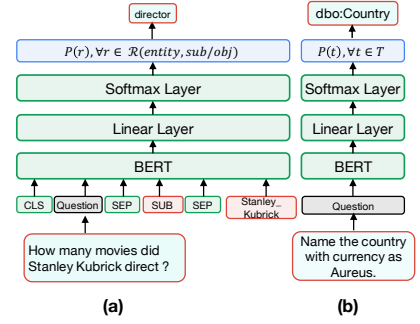 director
dbo:Country
P(r), ∀r ∈ ℛ(entity, sub/obj)
P(t), ∀t ∈ T
Softmax Layer
Softmax Layer
Linear Layer
Linear Layer
BERT
BERT
CLS
Question
SEP
SUB
SEP
Stanley_
Kubrick
Question
How many movies did
Stanley Kubrick direct ?
Name the country
with currency as
Aureus.
(a)
(b)